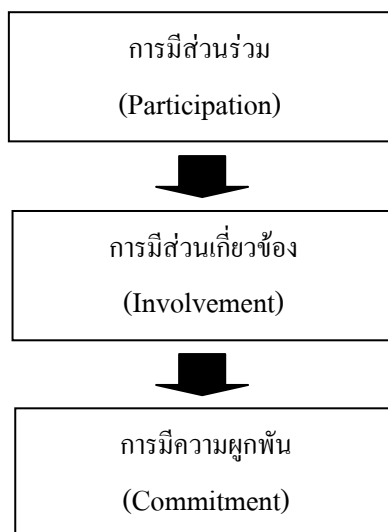 การมีส่วนร่วม
(Participation)
การมีส่วนเกี่ยวข้อง
(Involvement)
การมีความผูกพัน
(Commitment)